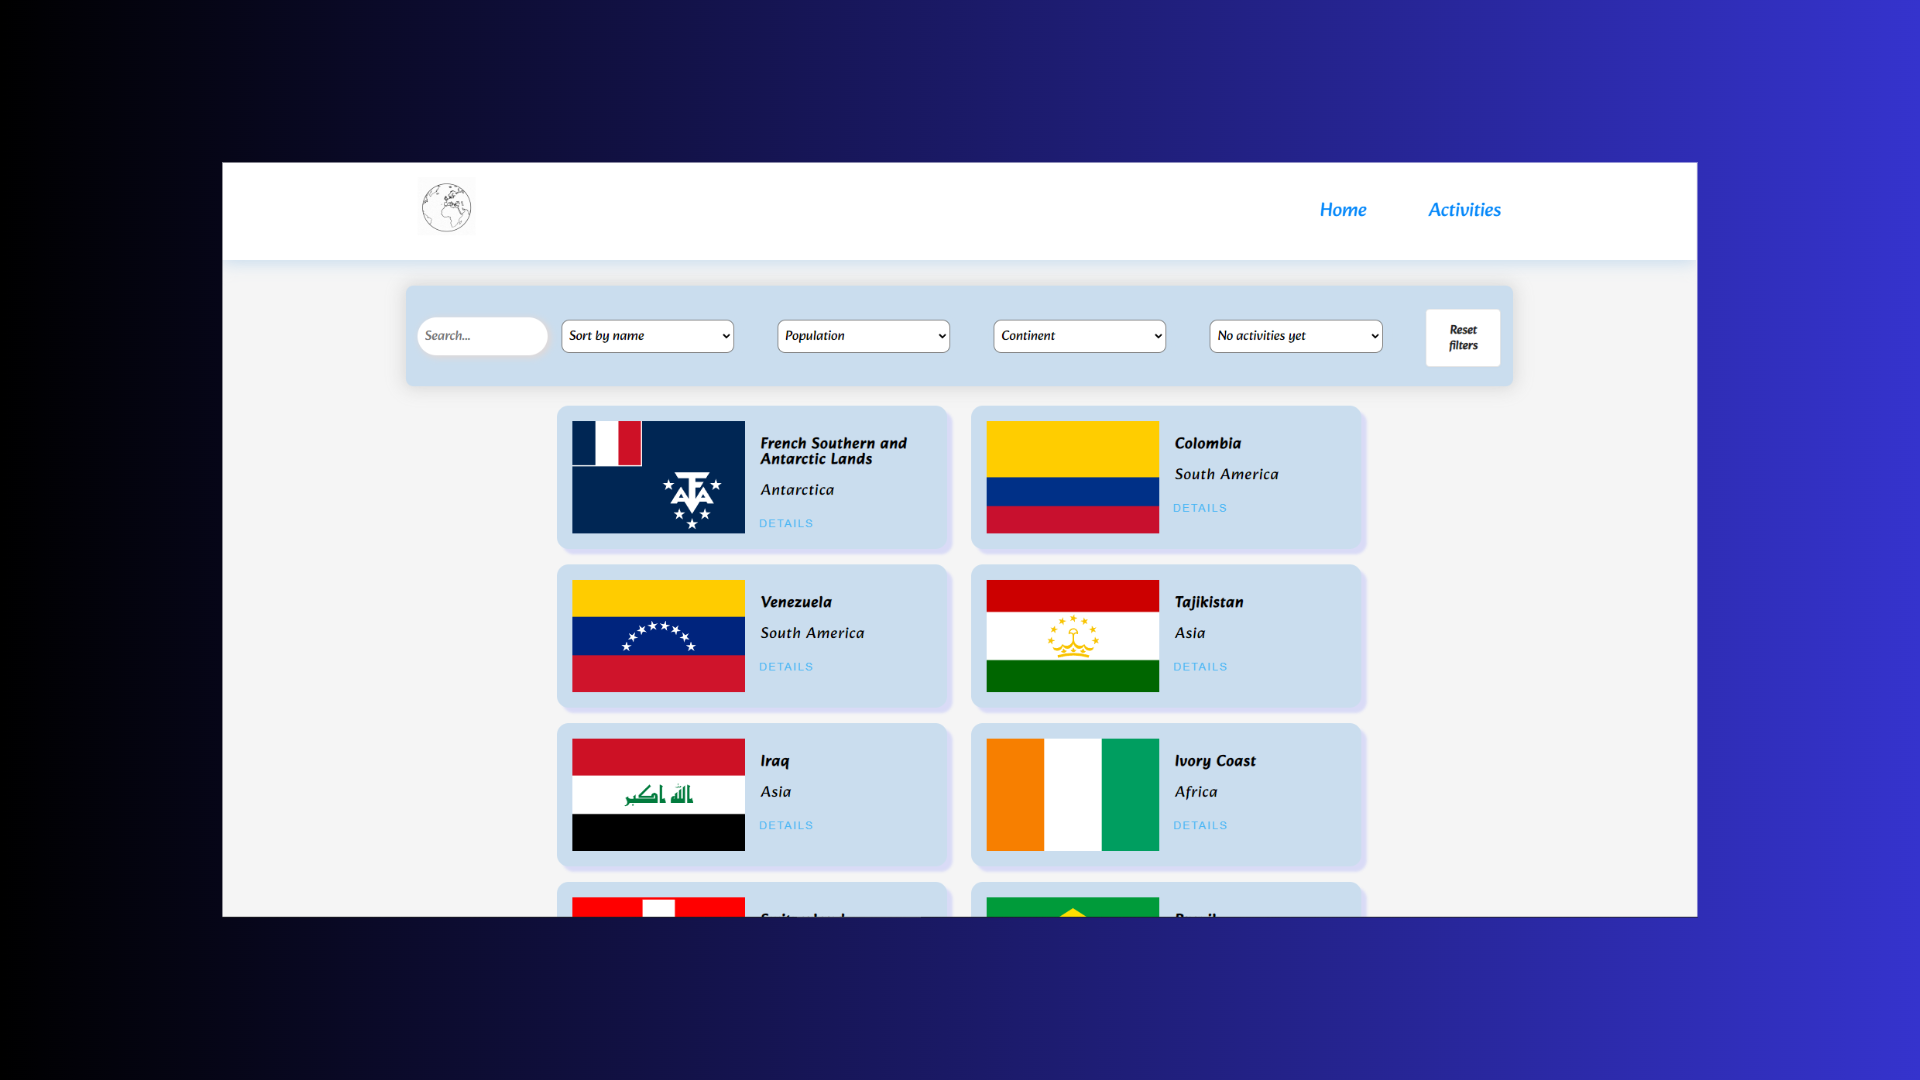 Home
Activities
Search...
Sort by name
Population
Continent
No activities yet
Reset
filters
French Southern and
Antarctic Lands
Antarctica
DETAILS
Colombia
South America
DETAILS
Venezuela
South America
DETAILS
Tajikistan
Asia
DETAILS
Iraq
Asia
DETAILS
الله اكبر
Ivory Coast
Africa
DETAILS